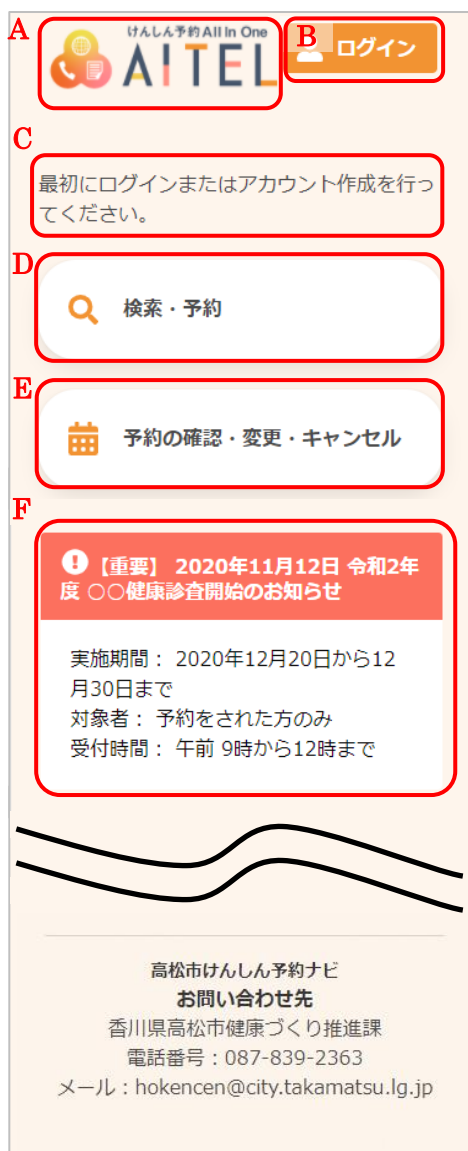 A
けんしん予約 All In One
AITEL
B
ログイン
C
最初にログインまたはアカウント作成を行っ
てください。
D
検索・予約
E
予約の確認・変更・キャンセル
F
【重要】 2020年11月12日 令和2年
度 ○○健康診査開始のお知らせ
実施期間： 2020年12月20日から12
月30日まで
対象者： 予約をされた方のみ
受付時間： 午前 9時から12時まで
高松市けんしん予約ナビ
お問い合わせ先
香川県高松市健康づくり推進課
電話番号：087-839-2363
メール：hokencen@city.takamatsu.lg.jp